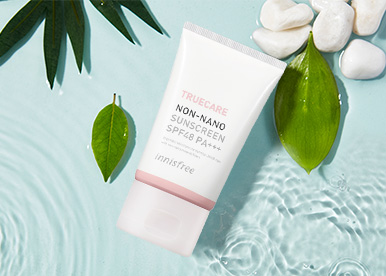 TRUECARE
NON-NANO
SUNSCREEN
SPF48 PA+++
innisfree